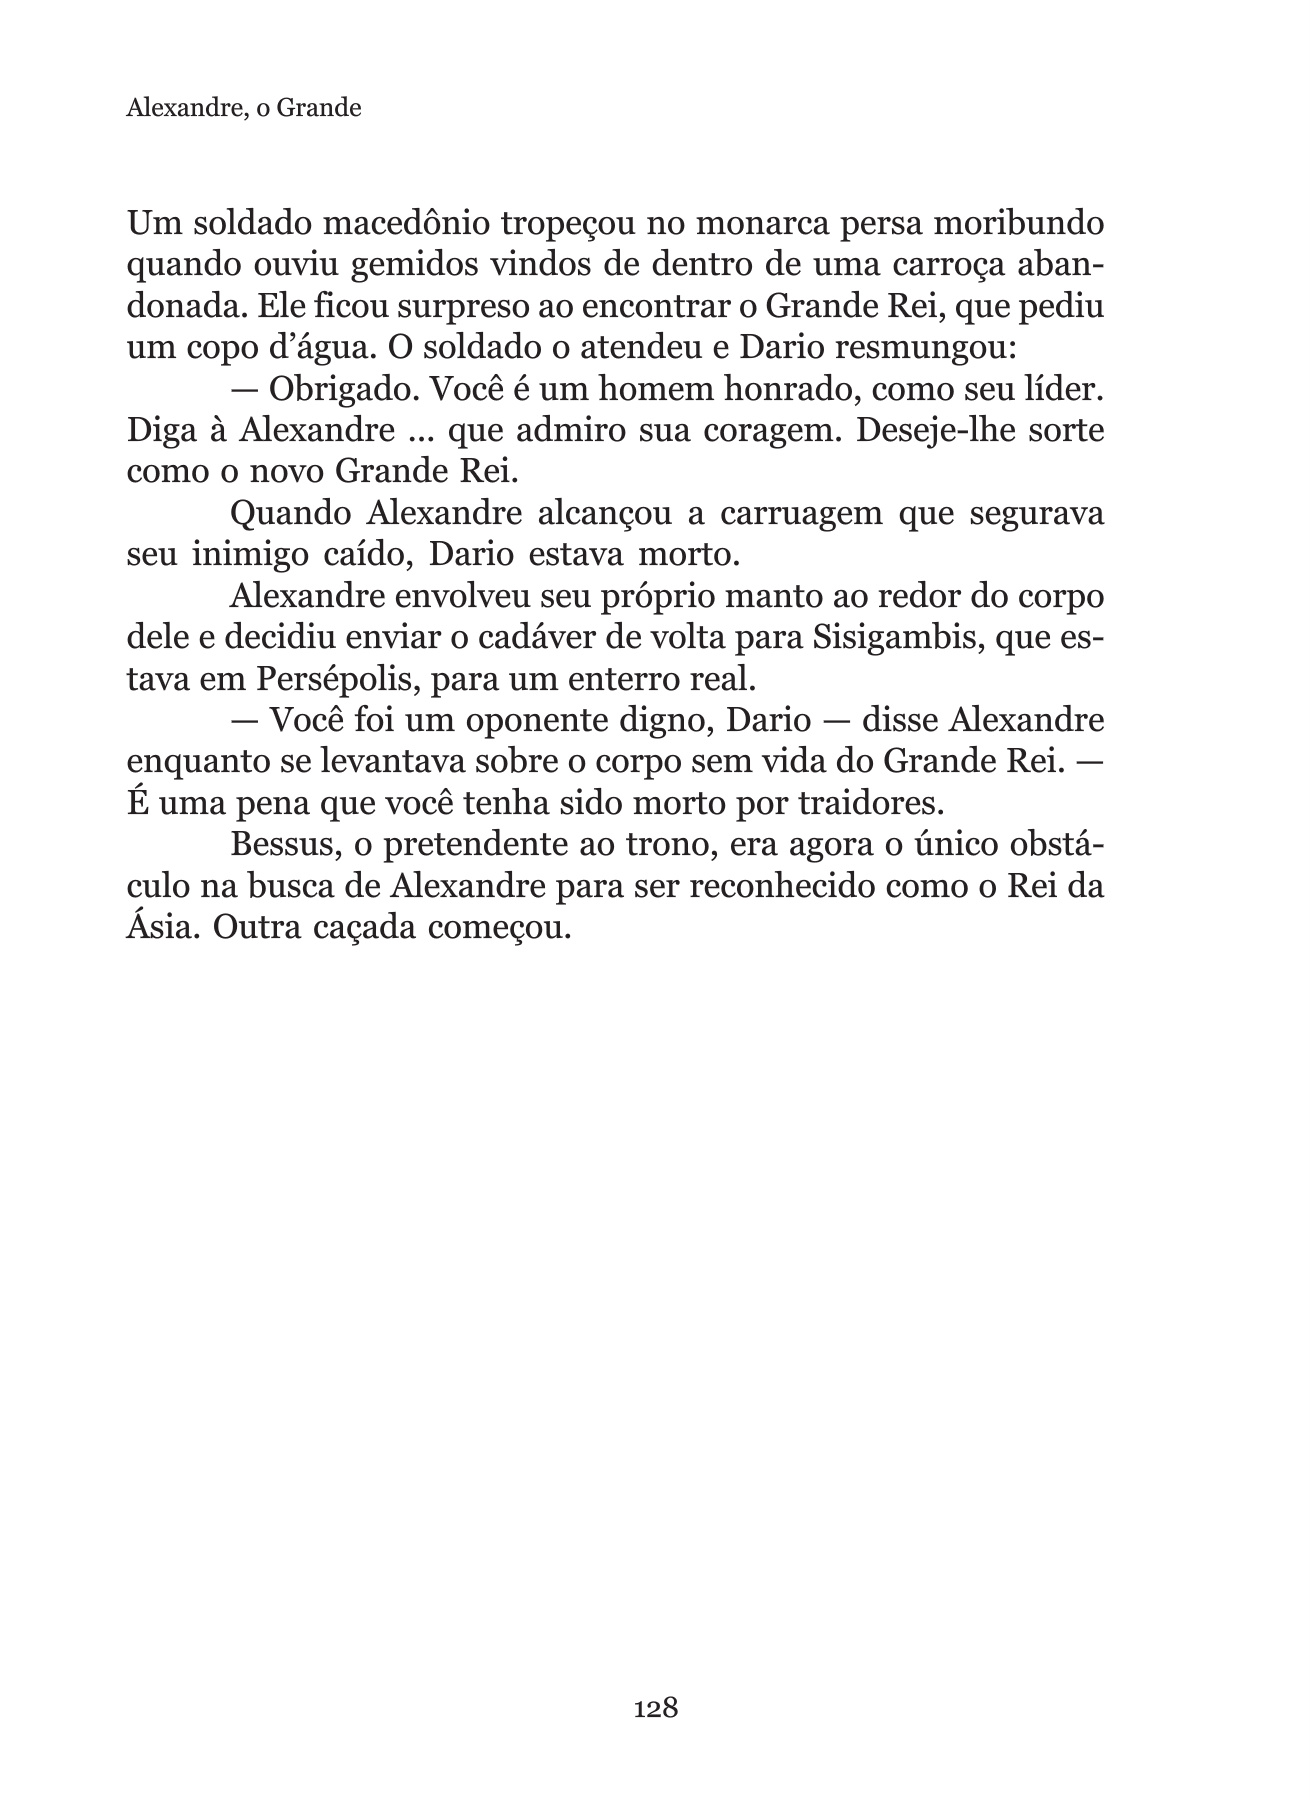 Alexandre, o Grande
Um soldado macedônio tropeçou no monarca persa moribundo
quando ouviu gemidos vindos de dentro de uma carroça aban-
donada. Ele ficou surpreso ao encontrar o Grande Rei, que pediu
um copo d’água. O soldado o atendeu e Dario resmungou:
— Obrigado. Você é um homem honrado, como seu líder.
Diga à Alexandre ... que admiro sua coragem. Deseje-lhe sorte
como o novo Grande Rei.
Quando Alexandre alcançou a carruagem que segurava
seu inimigo caído, Dario estava morto.
Alexandre envolveu seu próprio manto ao redor do corpo
dele e decidiu enviar o cadáver de volta para Sisigambis, que es-
tava em Persépolis, para um enterro real.
— Você foi um oponente digno, Dario — disse Alexandre
enquanto se levantava sobre o corpo sem vida do Grande Rei. —
É uma pena que você tenha sido morto por traidores.
Bessus, o pretendente ao trono, era agora o único obstá-
culo na busca de Alexandre para ser reconhecido como o Rei da
Ásia. Outra caçada começou.
128